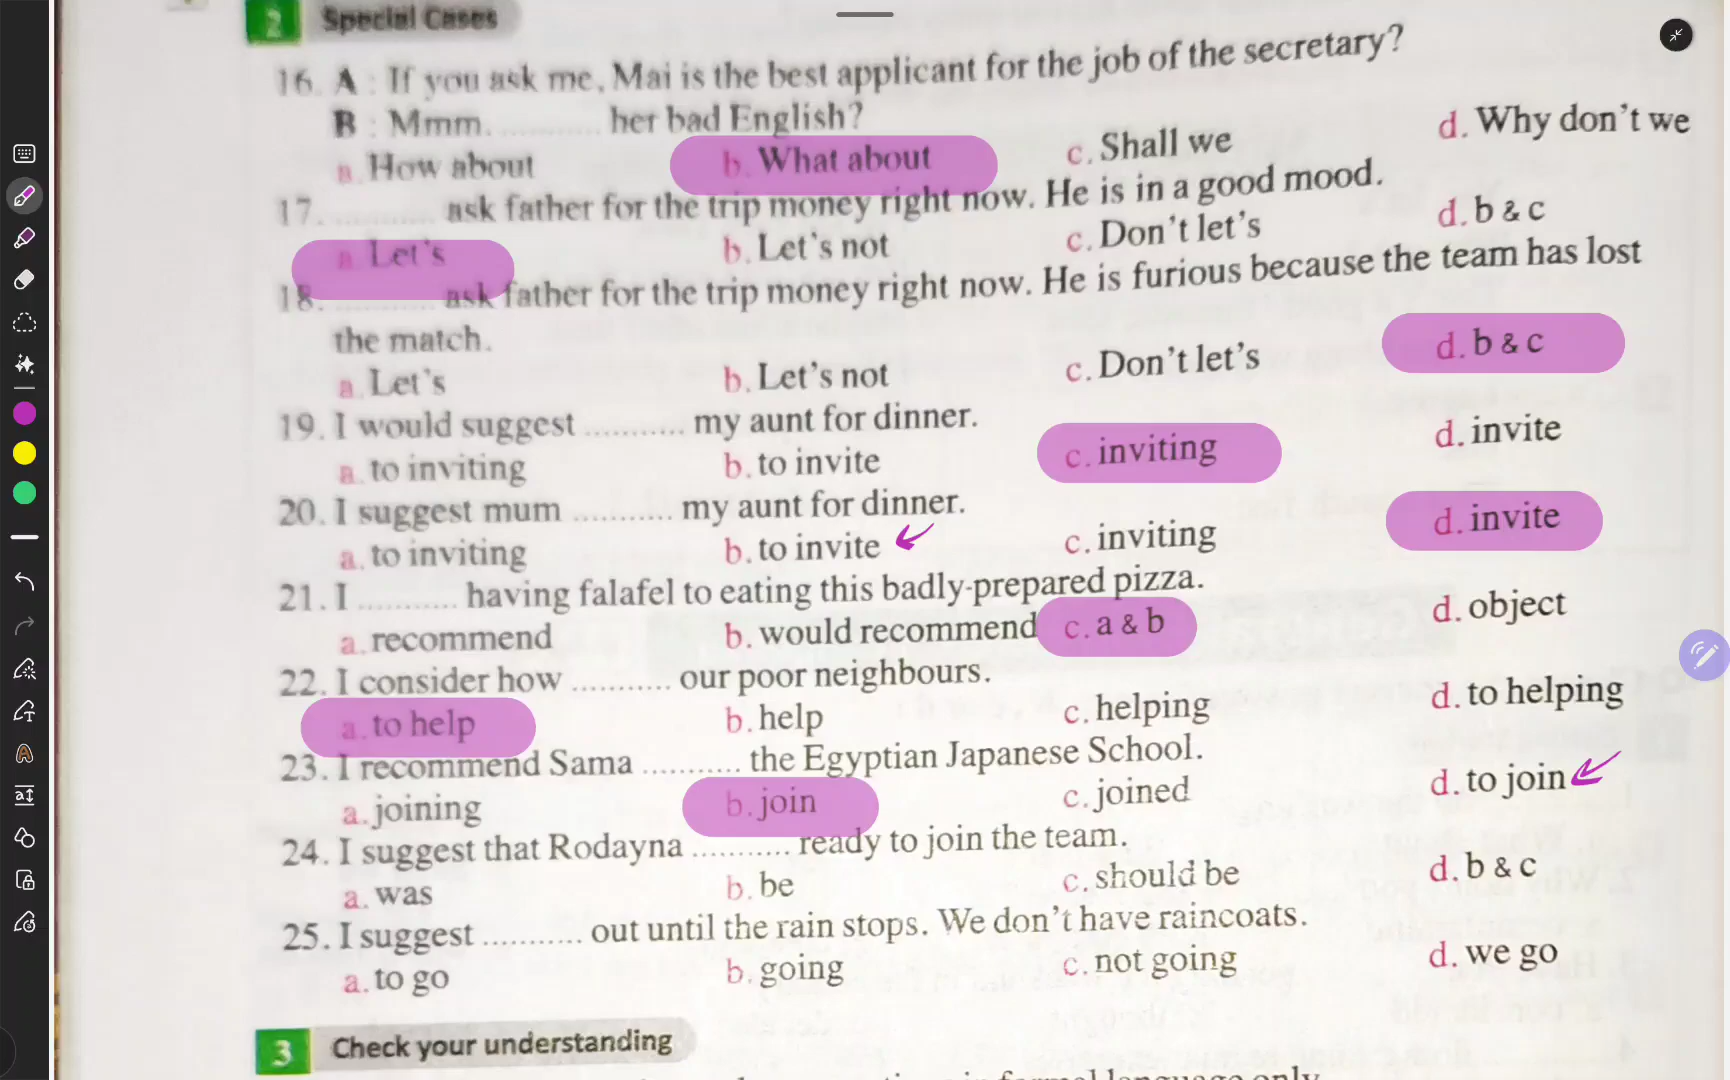 2 Special Cases
16. A : If you ask me, Mai is the best applicant for the job of the secretary?
B : Mmm. .......... her bad English?
a. How about b. What about c. Shall we d. Why don't we
17. .......... ask father for the trip money right now. He is in a good mood.
a. Let's b. Let's not c. Don't let's d. b & c
18. .......... ask father for the trip money right now. He is furious because the team has lost
the match.
a. Let's b. Let's not c. Don't let's d. b & c
19. I would suggest .......... my aunt for dinner.
a. to inviting b. to invite c. inviting d. invite
20. I suggest mum .......... my aunt for dinner.
a. to inviting b. to invite c. inviting d. invite
21. I .......... having falafel to eating this badly-prepared pizza.
a. recommend b. would recommend c. a & b d. object
22. I consider how .......... our poor neighbours.
a. to help b. help c. helping d. to helping
23. I recommend Sama .......... the Egyptian Japanese School.
a. joining b. join c. joined d. to join
24. I suggest that Rodayna .......... ready to join the team.
a. was b. be c. should be d. b & c
25. I suggest .......... out until the rain stops. We don't have raincoats.
a. to go b. going c. not going d. we go
3 Check your understanding